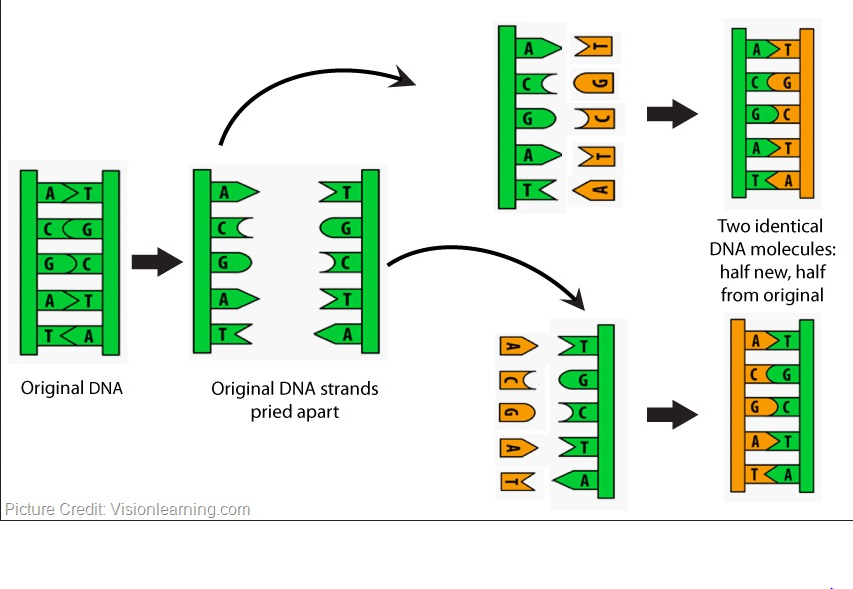 A T
C G
G C
A T
T A
Original DNA
A T
C G
G C
A T
T A
Original DNA strands
pried apart
A T
C G
G C
A T
T A
A T
C G
G C
A T
T A
Two identical
DNA molecules:
half new, half
from original
A T
C G
G C
A T
T A
A T
C G
G C
A T
T A
Picture Credit: Visionlearning.com